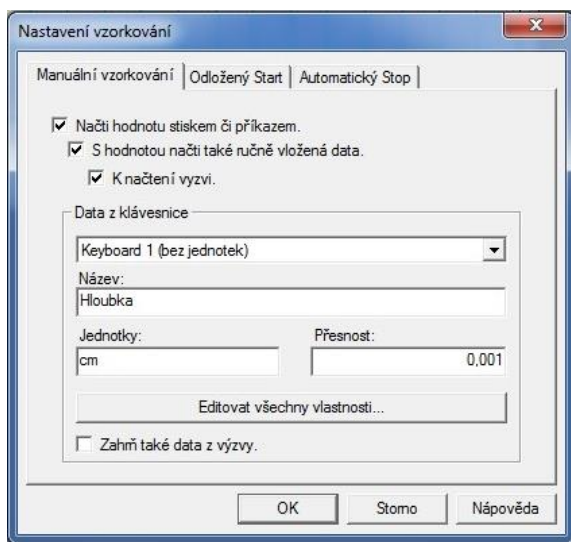 Nastavení vzorkování
Manuální vzorkování Odložený Start Automatický Stop
Načti hodnotu stiskem či příkazem.
S hodnotou načti také ručně vložená data.
K načtení vyzvi.
Data z klávesnice
Keyboard 1 (bez jednotek)
Název:
Hloubka
Jednotky: Přesnost:
cm 0,001
Editovat všechny vlastnosti...
Zahrň také data z výzvy.
OK Storno Nápověda